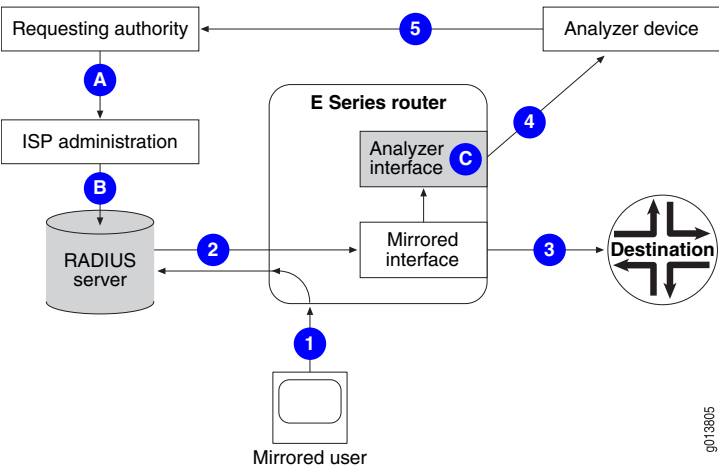 Requesting authority
5
Analyzer device
A
E Series router
4
ISP administration
Analyzer
interface
C
B
RADIUS
server
2
Mirrored
interface
3
Destination
1
Mirrored user
g013805